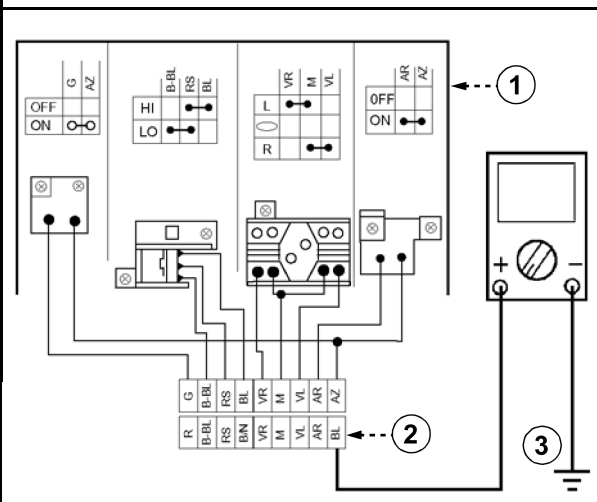 G AZ
OFF
ON
B-BL RS BL
HI
LO
VR M VL
L
R
AR AZ
0FF
ON
1
+ −
G B-BL RS BL VR M VL AR AZ
R B-BL RS B/N VR M VL AR BL
2
3